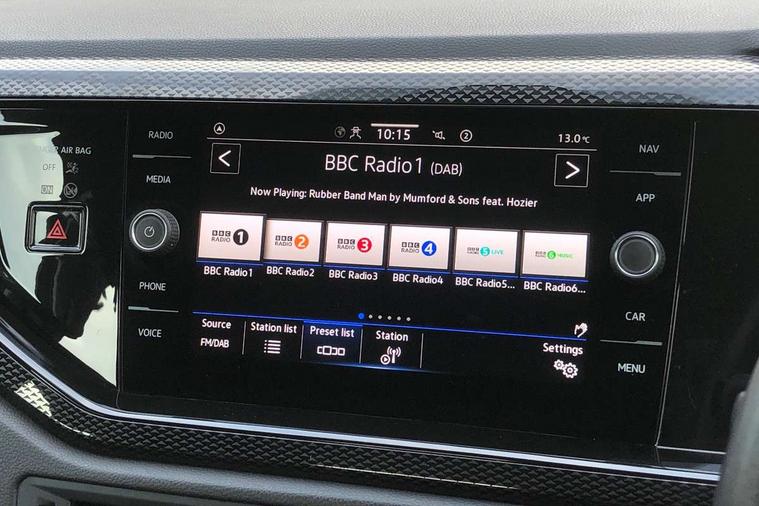 RADIO
MEDIA
PHONE
VOICE
AIR BAG
OFF
ON
10:15
2
13.0 °C
BBC Radio1 (DAB)
Now Playing: Rubber Band Man by Mumford & Sons feat. Hozier
BBC RADIO 1
BBC RADIO 2
BBC RADIO 3
BBC RADIO 4
BBC RADIO 5 LIVE
BBC RADIO 6 MUSIC
BBC Radio1
BBC Radio2
BBC Radio3
BBC Radio4
BBC Radio5...
BBC Radio6...
Source
FM/DAB
Station list
Preset list
Station
Settings
NAV
APP
CAR
MENU